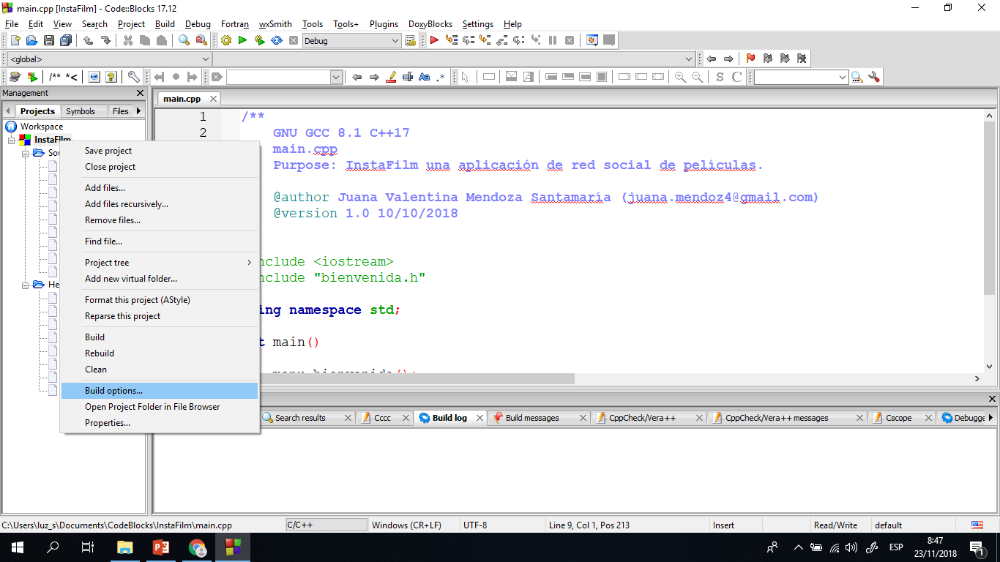 main.cpp [InstaFilm] - Code::Blocks 17.12
File Edit View Search Project Build Debug Fortran wxSmith Tools Tools+ Plugins DoxyBlocks Settings Help
Debug
<global>
/** *<
Aa .*
S C
Management
Projects Symbols Files
main.cpp
Workspace
InstaFilm
Sou
He
Save project
Close project
Add files...
Add files recursively...
Remove files...
Find file...
Project tree
Add new virtual folder...
Format this project (AStyle)
Reparse this project
Build
Rebuild
Clean
Build options...
Open Project Folder in File Browser
Properties...
1 /**
2 GNU GCC 8.1 C++17
main.cpp
Purpose: InstaFilm una aplicación de red social de películas.
@author Juana Valentina Mendoza Santamaría (juana.mendoz4@gmail.com)
@version 1.0 10/10/2018
nclude <iostream>
nclude "bienvenida.h"
ing namespace std;
t main()
menu bienvenida();
Search results Cccc Build log Build messages CppCheck/Vera++ CppCheck/Vera++ messages Cscope Debugge
C:\Users\luz_s\Documents\CodeBlocks\InstaFilm\main.cpp C/C++ Windows (CR+LF) UTF-8 Line 9, Col 1, Pos 213 Insert Read/Write default
ESP
8:47
23/11/2018
1